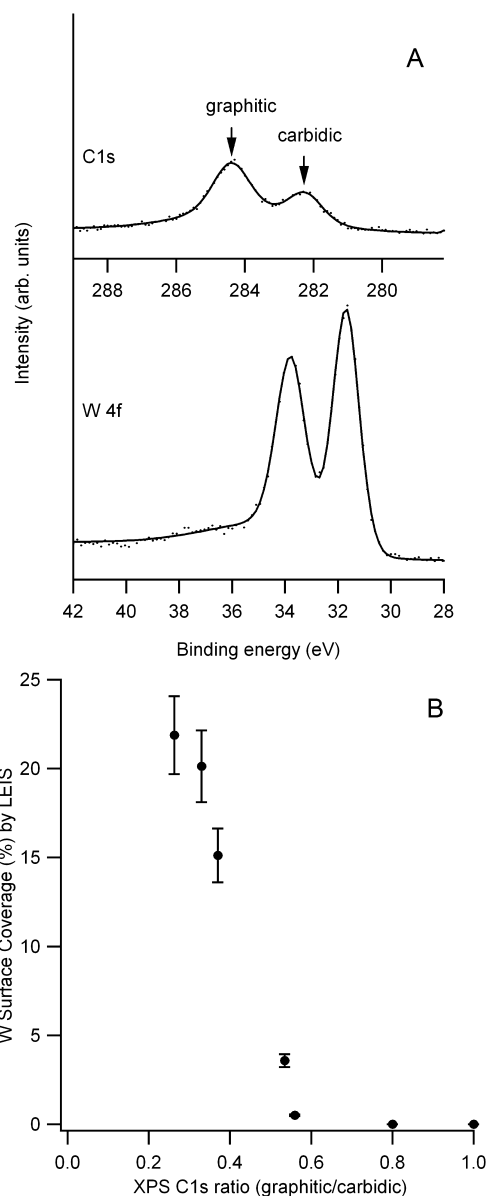 A
graphitic
carbidic
C1s
288 286 284 282 280
Intensity (arb. units)
W 4f
42 40 38 36 34 32 30 28
Binding energy (eV)
B
25
20
15
10
5
0
W Surface Coverage (%) by LEIS
0.0 0.2 0.4 0.6 0.8 1.0
XPS C1s ratio (graphitic/carbidic)